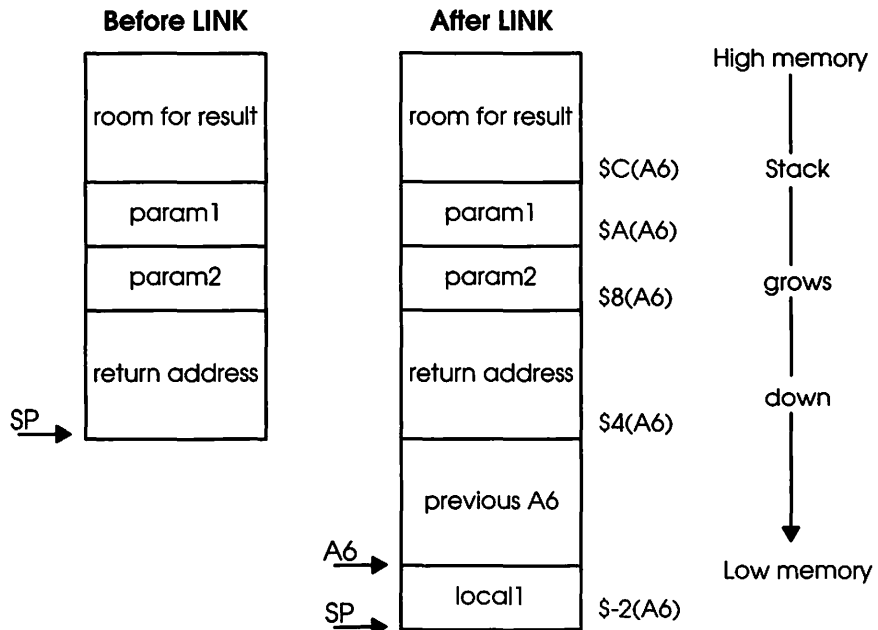 Before LINK
room for result
param1
param2
return address
SP
After LINK
room for result
$C(A6)
param1
$A(A6)
param2
$8(A6)
return address
$4(A6)
previous A6
A6
local1
$-2(A6)
SP
High memory
Stack
grows
down
Low memory